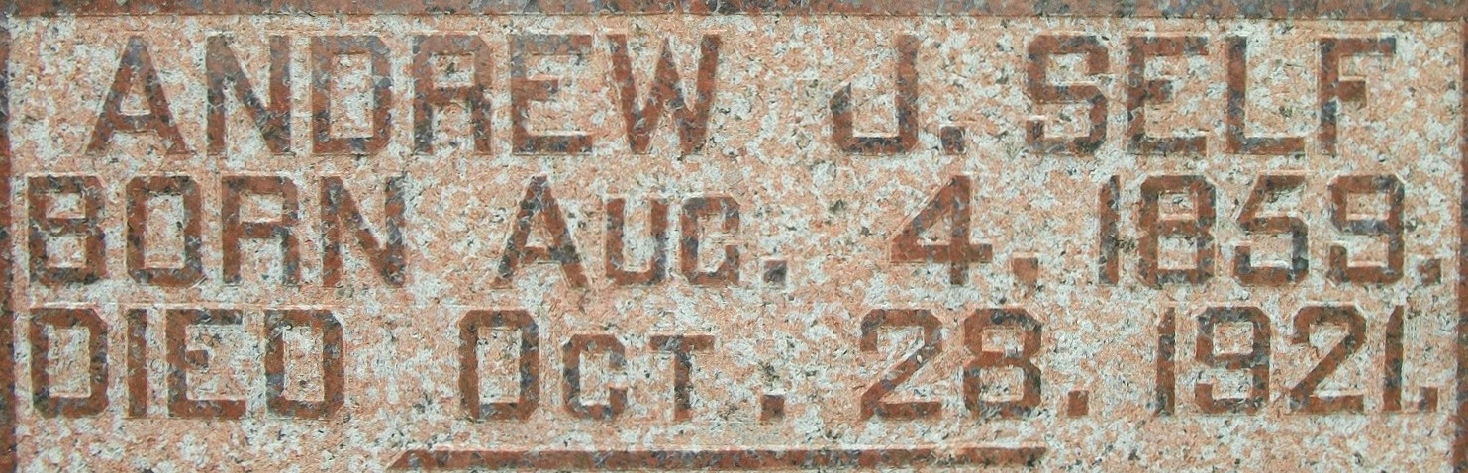 ANDREW J. SELF
BORN AUG. 4. 1859.
DIED OCT. 28. 1921.